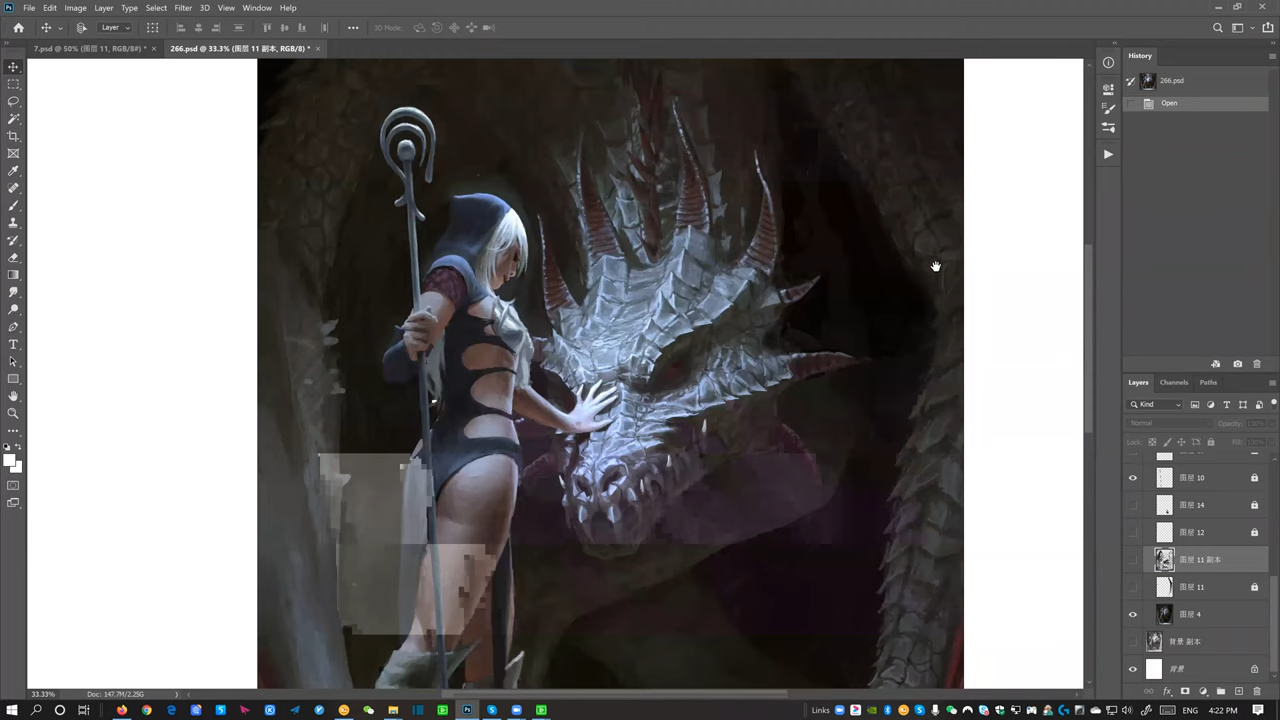 File Edit Image Layer Type Select Filter 3D View Window Help
Layer 3D Mode:
7.psd @ 50% (图层 11, RGB/8#) * × 266.psd @ 33.3% (图层 11 副本, RGB/8) * ×
History
266.psd
Open
Layers Channels Paths
Kind
Normal Opacity: 100%
Lock: Fill: 100%
图层 10
图层 14
图层 12
图层 11 副本
图层 11
图层 4
背景 副本
背景
33.33% Doc: 147.7M/2.25G
Links 4:22 PM